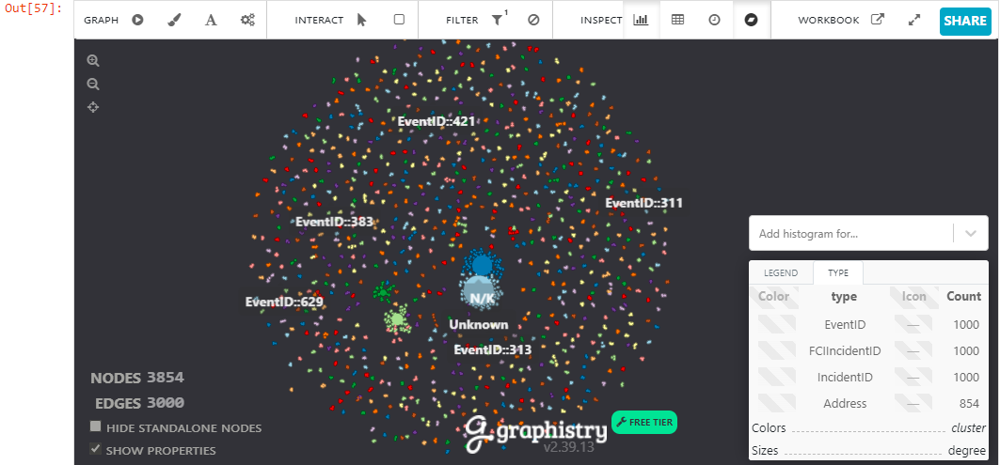 Out[57]:
GRAPH INTERACT FILTER 1 INSPECT WORKBOOK SHARE
EventID::421
EventID::311
EventID::383
Add histogram for...
LEGEND TYPE
Color type Icon Count
EventID — 1000
FCIIncidentID — 1000
IncidentID — 1000
Address — 854
Colors cluster
Sizes degree
N/K
EventID::629
Unknown
EventID::313
NODES 3854
EDGES 3000
HIDE STANDALONE NODES
SHOW PROPERTIES
graphistry
v2.39.13
FREE TIER